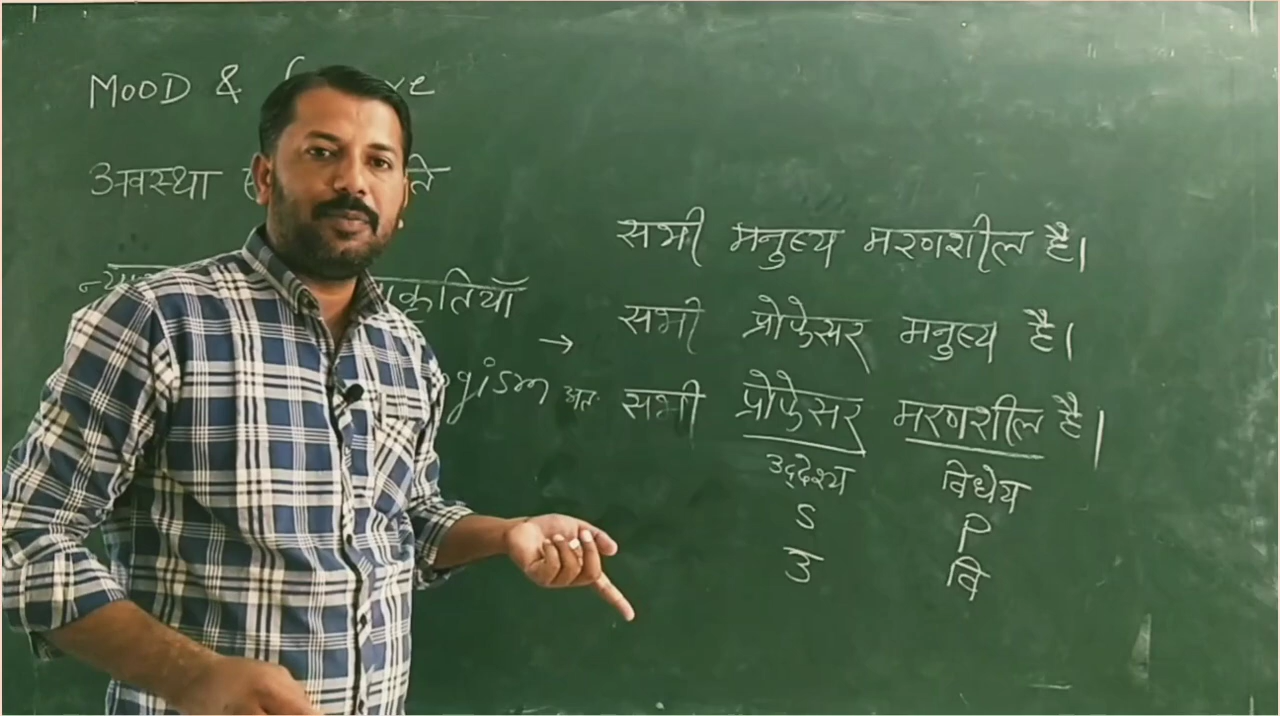 MOOD &
अवस्था
सभी मनुष्य मरणशील है।
→ सभी प्रोफेसर मनुष्य है।
अतः सभी प्रोफेसर मरणशील है।
उद्देश्य विधेय
S P
उ वि